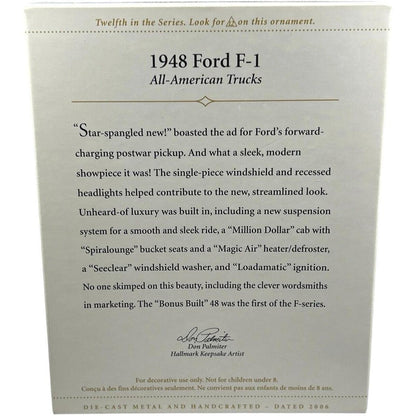 Twelfth in the Series. Look for 12 on this ornament.
1948 Ford F-1
All-American Trucks
“Star-spangled new!” boasted the ad for Ford’s forward-
charging postwar pickup. And what a sleek, modern
showpiece it was! The single-piece windshield and recessed
headlights helped contribute to the new, streamlined look.
Unheard-of luxury was built in, including a new suspension
system for a smooth and sleek ride, a “Million Dollar” cab with
“Spiralounge” bucket seats and a “Magic Air” heater/defroster,
a “Seeclear” windshield washer, and “Loadamatic” ignition.
No one skimped on this beauty, including the clever wordsmiths
in marketing. The “Bonus Built” 48 was the first of the F-series.
Don Palmiter
Don Palmiter
Hallmark Keepsake Artist
For decorative use only. Not for children under 8.
Conçu à des fins décoratives seulement. Ne convient pas aux enfants de moins de 8 ans.
DIE-CAST METAL AND HANDCRAFTED – DATED 2006